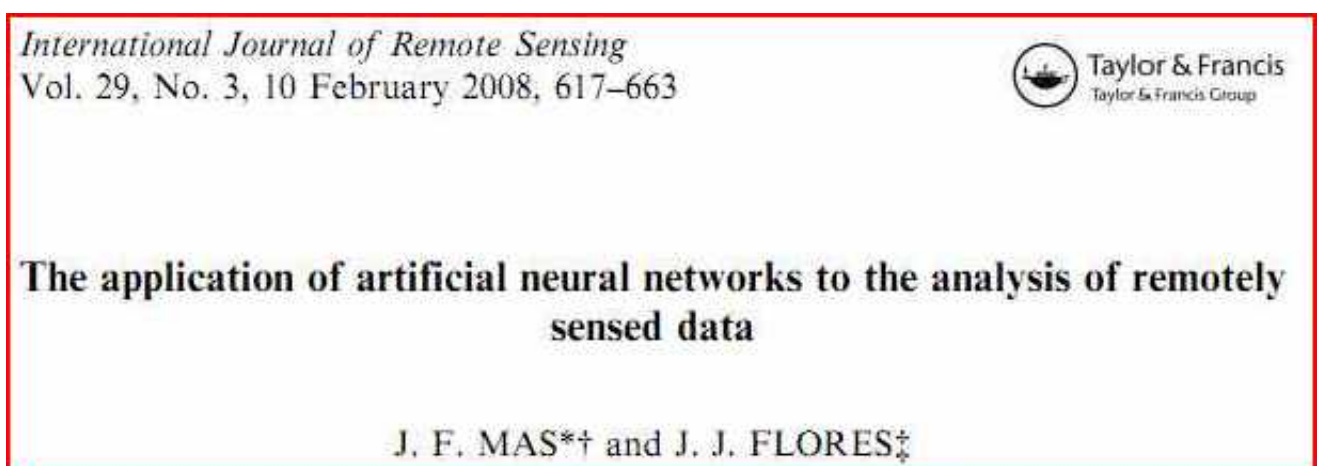 International Journal of Remote Sensing
Vol. 29, No. 3, 10 February 2008, 617–663
Taylor & Francis
Taylor & Francis Group
The application of artificial neural networks to the analysis of remotely
sensed data
J. F. MAS*† and J. J. FLORES‡